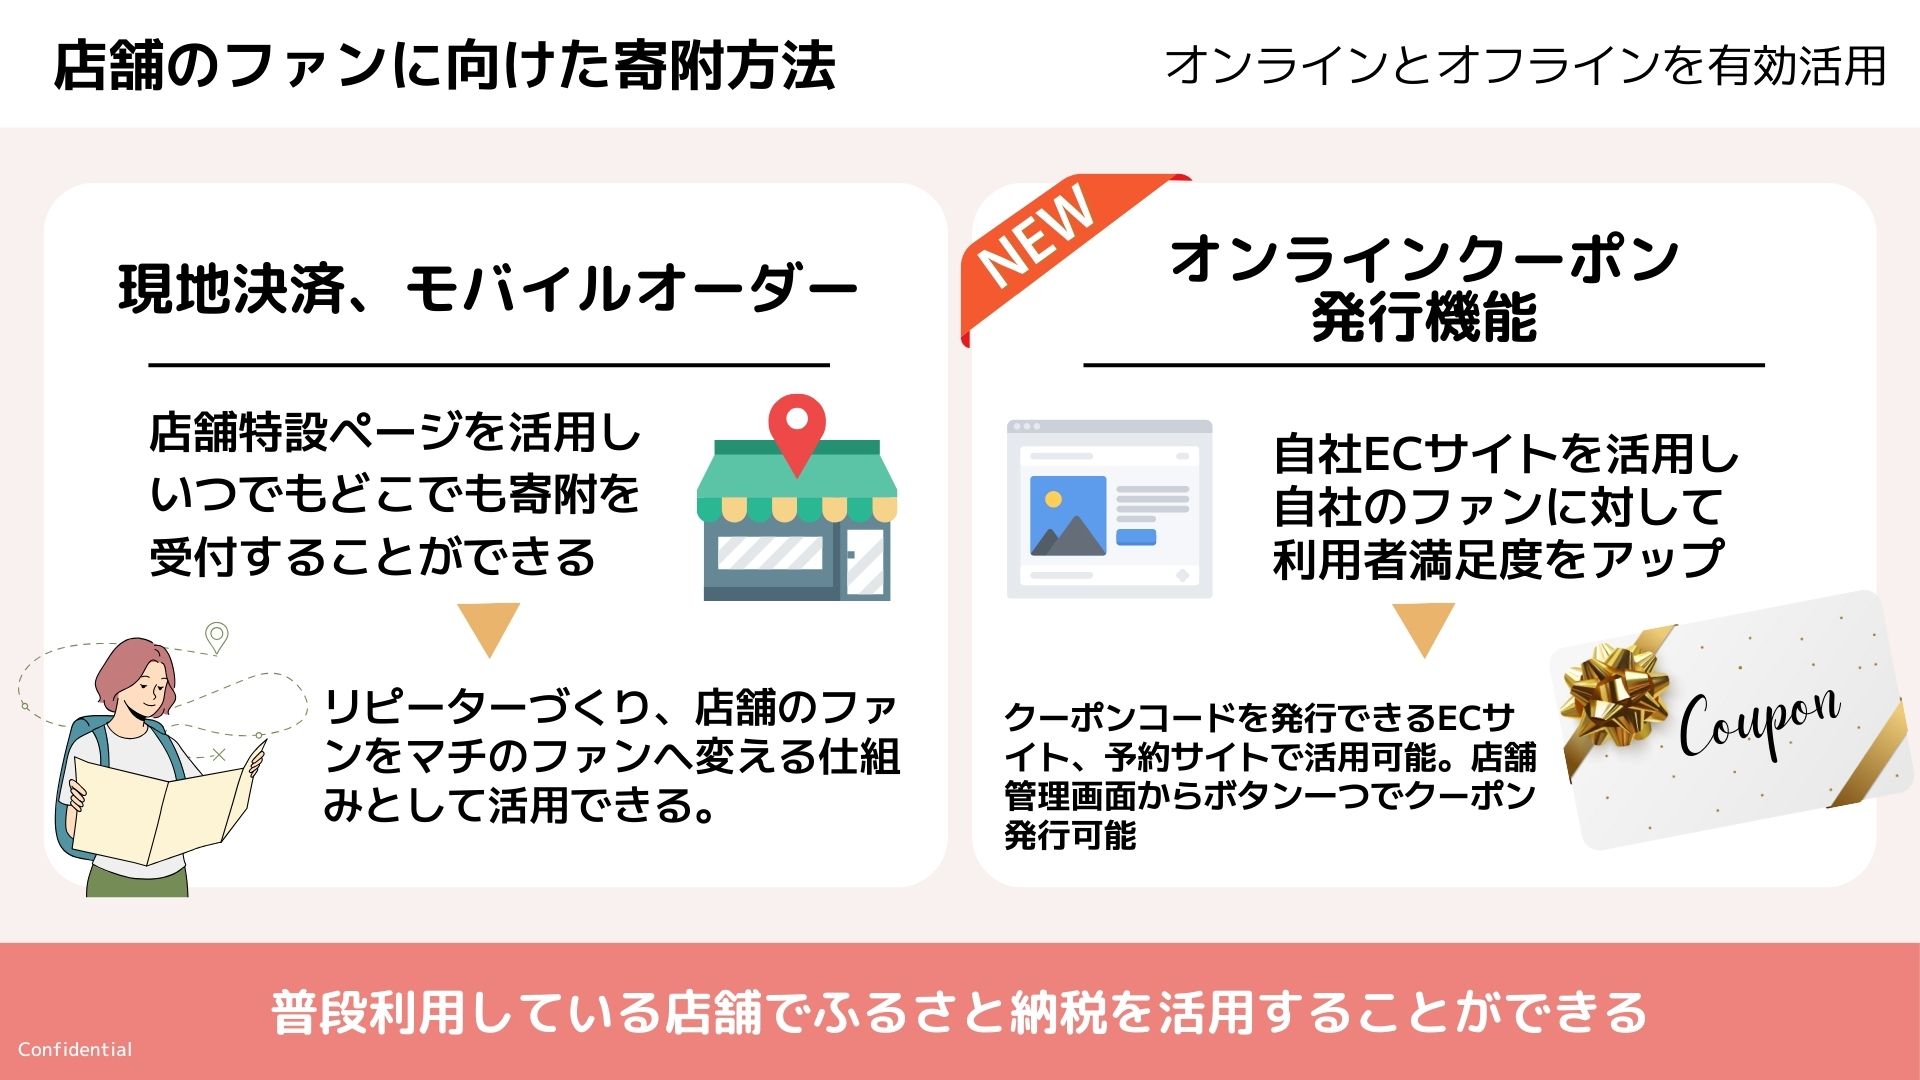 店舗のファンに向けた寄附方法
オンラインとオフラインを有効活用
現地決済、モバイルオーダー
店舗特設ページを活用し
いつでもどこでも寄附を
受付することができる
リピーターづくり、店舗のファ
ンをマチのファンへ変える仕組
みとして活用できる。
NEW
オンラインクーポン
発行機能
自社ECサイトを活用し
自社のファンに対して
利用者満足度をアップ
クーポンコードを発行できるECサ
イト、予約サイトで活用可能。店舗
管理画面からボタン一つでクーポン
発行可能
Coupon
普段利用している店舗でふるさと納税を活用することができる
Confidential